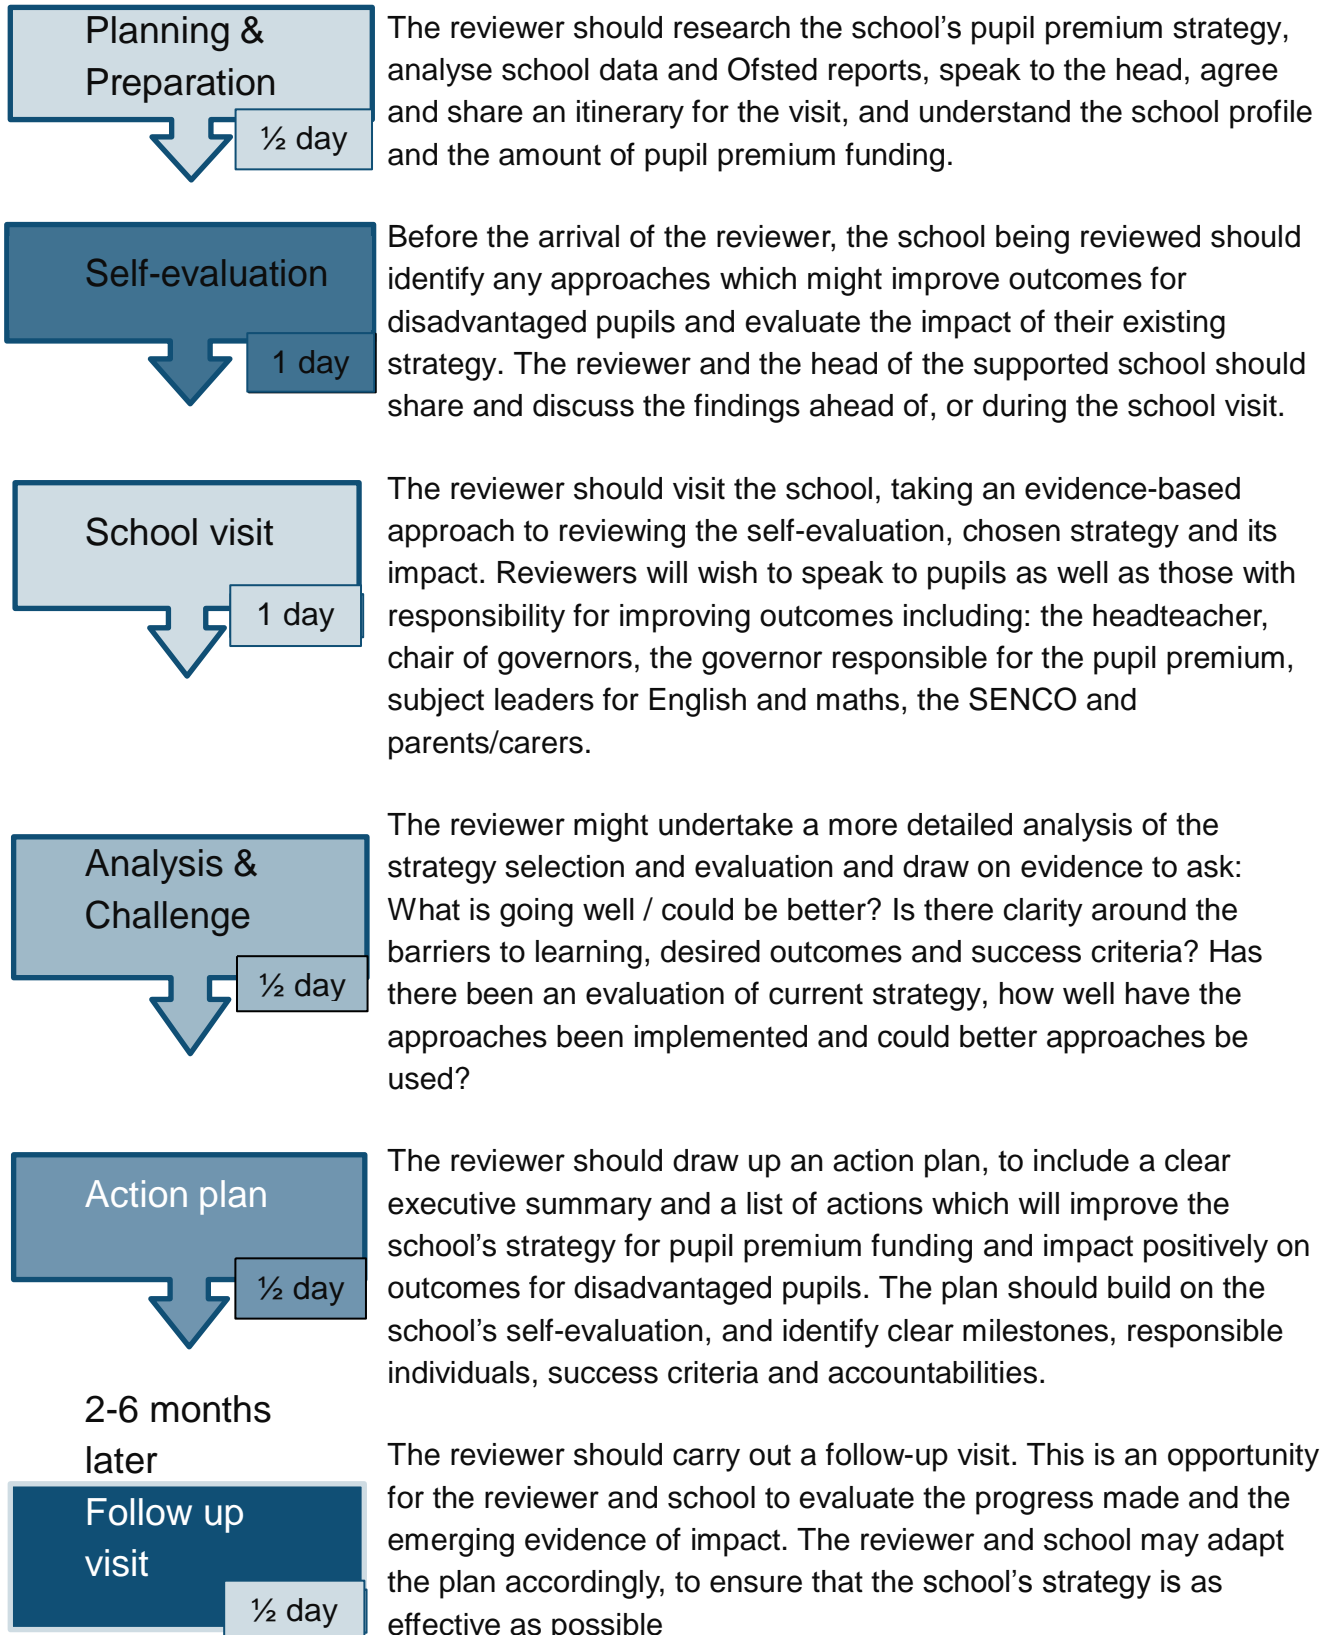 Planning &
Preparation
½ day
The reviewer should research the school’s pupil premium strategy,
analyse school data and Ofsted reports, speak to the head, agree
and share an itinerary for the visit, and understand the school profile
and the amount of pupil premium funding.
Self-evaluation
1 day
Before the arrival of the reviewer, the school being reviewed should
identify any approaches which might improve outcomes for
disadvantaged pupils and evaluate the impact of their existing
strategy. The reviewer and the head of the supported school should
share and discuss the findings ahead of, or during the school visit.
School visit
1 day
The reviewer should visit the school, taking an evidence-based
approach to reviewing the self-evaluation, chosen strategy and its
impact. Reviewers will wish to speak to pupils as well as those with
responsibility for improving outcomes including: the headteacher,
chair of governors, the governor responsible for the pupil premium,
subject leaders for English and maths, the SENCO and
parents/carers.
Analysis &
Challenge
½ day
The reviewer might undertake a more detailed analysis of the
strategy selection and evaluation and draw on evidence to ask:
What is going well / could be better? Is there clarity around the
barriers to learning, desired outcomes and success criteria? Has
there been an evaluation of current strategy, how well have the
approaches been implemented and could better approaches be
used?
Action plan
½ day
The reviewer should draw up an action plan, to include a clear
executive summary and a list of actions which will improve the
school’s strategy for pupil premium funding and impact positively on
outcomes for disadvantaged pupils. The plan should build on the
school’s self-evaluation, and identify clear milestones, responsible
individuals, success criteria and accountabilities.
2-6 months
later
Follow up
visit
½ day
The reviewer should carry out a follow-up visit. This is an opportunity
for the reviewer and school to evaluate the progress made and the
emerging evidence of impact. The reviewer and school may adapt
the plan accordingly, to ensure that the school’s strategy is as
effective as possible